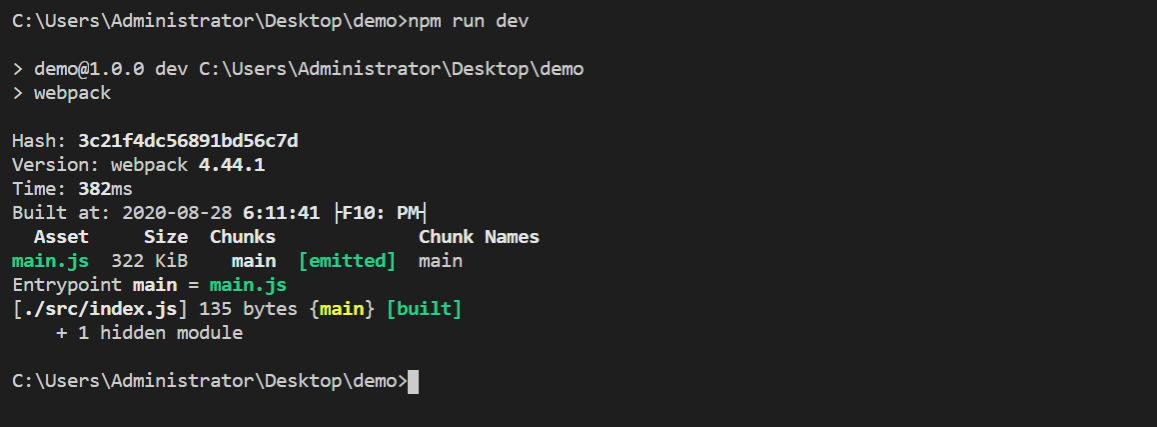 C:\Users\Administrator\Desktop\demo>npm run dev
> demo@1.0.0 dev C:\Users\Administrator\Desktop\demo
> webpack
Hash: 3c21f4dc56891bd56c7d
Version: webpack 4.44.1
Time: 382ms
Built at: 2020-08-28 6:11:41 ├F10: PM┤
Asset Size Chunks Chunk Names
main.js 322 KiB main [emitted] main
Entrypoint main = main.js
[./src/index.js] 135 bytes {main} [built]
+ 1 hidden module
C:\Users\Administrator\Desktop\demo>